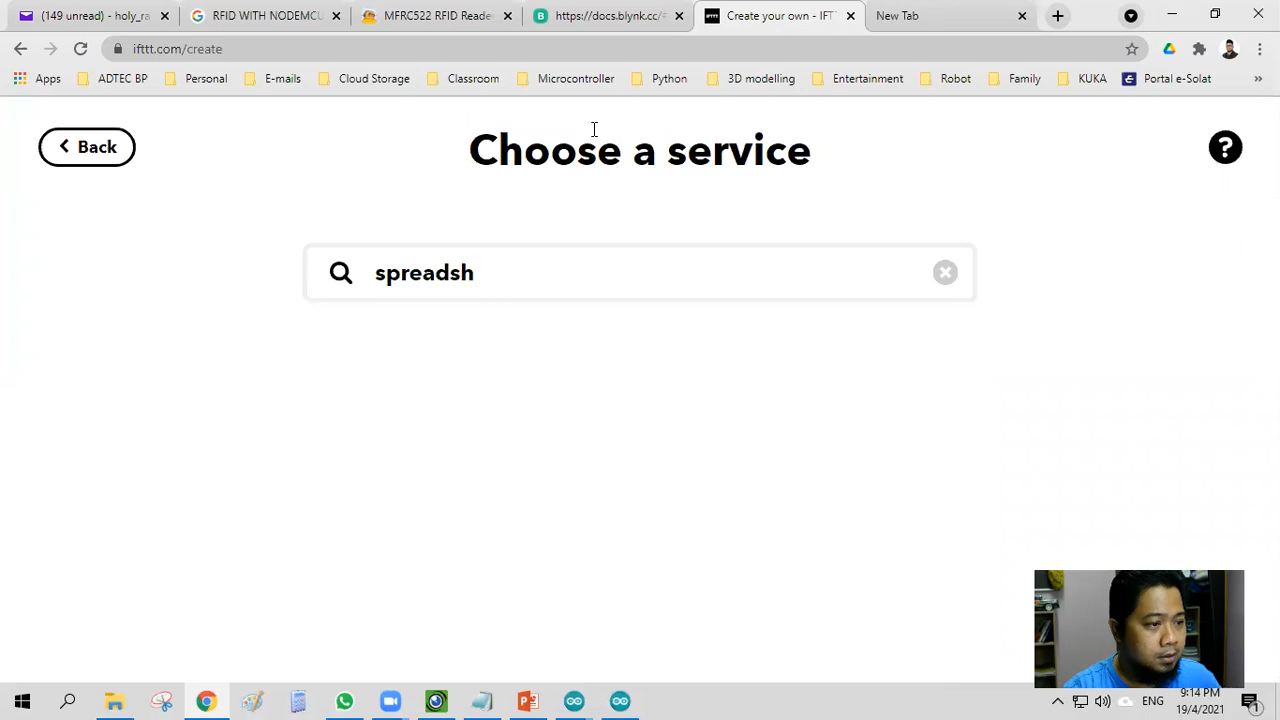 (149 unread) - holy_ra
RFID WITH NODEMCU
MFRC522 RFID Reade
https://docs.blynk.cc/#
Create your own - IFTT
New Tab
ifttt.com/create
Apps
ADTEC BP
Personal
E-mils
Cloud Storage
Classroom
Microcontroller
Python
3D modelling
Entertainment
Robot
Family
KUKA
Portal e-Solat
Back
Choose a service
?
spreadsh
ENG
9:14 PM
19/4/2021